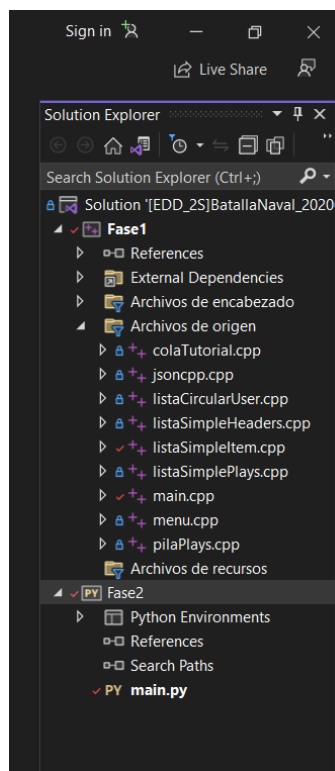 Sign in
Live Share
Solution Explorer
Search Solution Explorer (Ctrl+;)
Solution '[EDD_2S]BatallaNaval_2020
Fase1
References
External Dependencies
Archivos de encabezado
Archivos de origen
colaTutorial.cpp
jsoncpp.cpp
listaCircularUser.cpp
listaSimpleHeaders.cpp
listaSimpleItem.cpp
listaSimplePlays.cpp
main.cpp
menu.cpp
pilaPlays.cpp
Archivos de recursos
PY Fase2
Python Environments
References
Search Paths
PY main.py